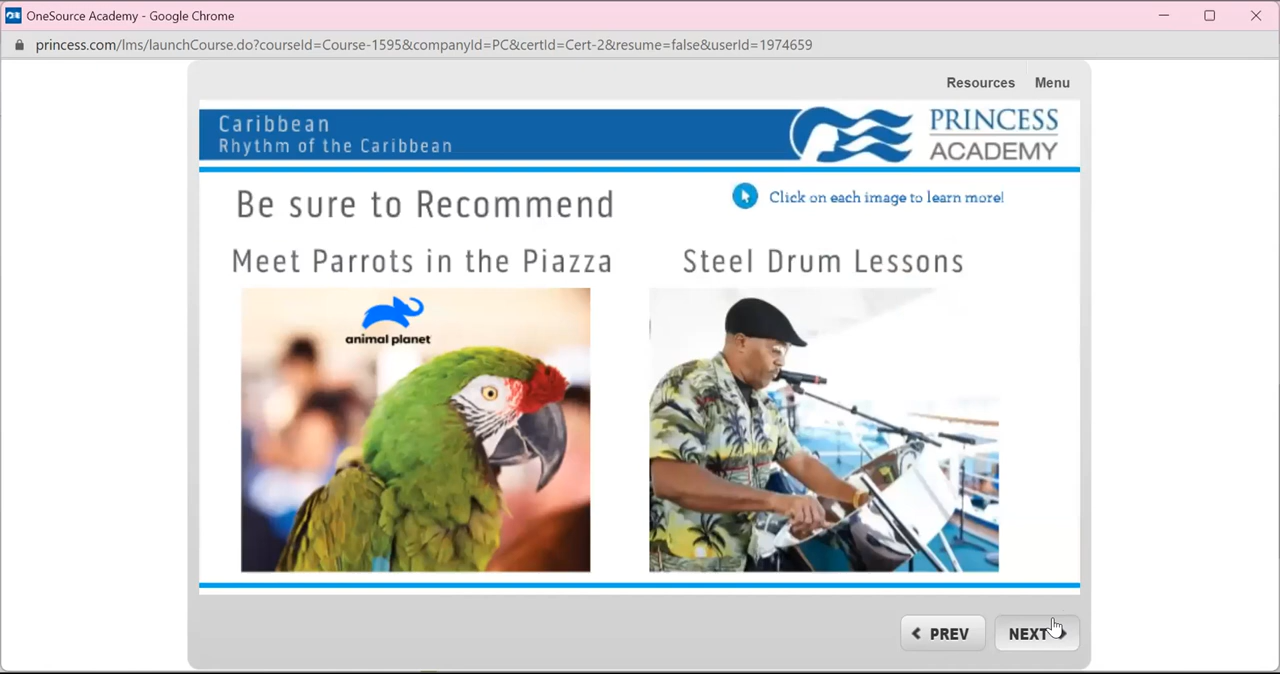 OneSource Academy - Google Chrome
princess.com/lms/launchCourse.do?courseId=Course-1595&companyId=PC&certId=Cert-2&resume=false&userId=1974659
Resources Menu
Caribbean
Rhythm of the Caribbean
PRINCESS
ACADEMY
Be sure to Recommend
Click on each image to learn more!
Meet Parrots in the Piazza
Steel Drum Lessons
animal planet
PREV
NEXT